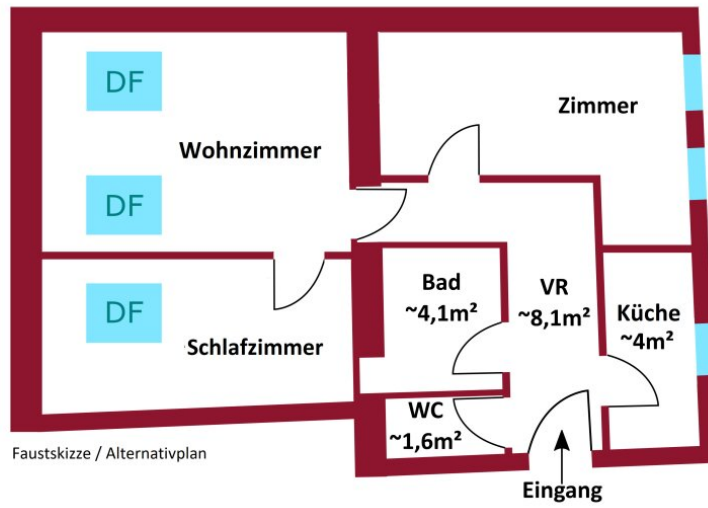 DF
Zimmer
Wohnzimmer
DF
Bad
~4,1m²
VR
~8,1m²
Küche
~4m²
DF
Schlafzimmer
WC
~1,6m²
Faustskizze / Alternativplan
Eingang